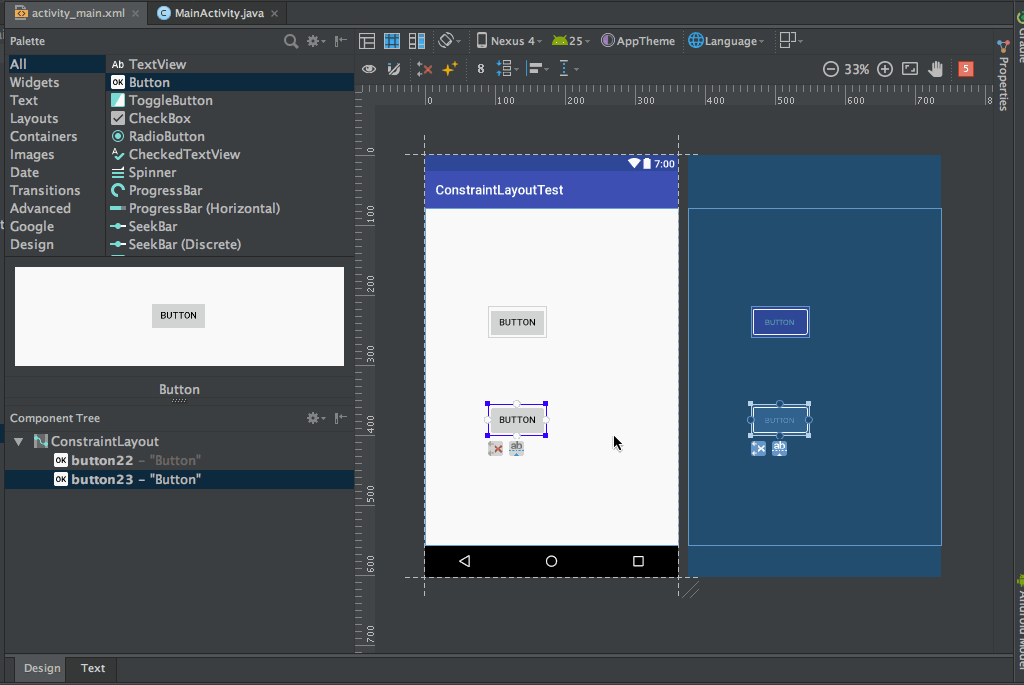 activity_main.xml
MainActivity.java
Palette
Nexus 4
25
AppTheme
Language
All
Widgets
Text
Layouts
Containers
Images
Date
Transitions
Advanced
Google
Design
Ab TextView
OK Button
ToggleButton
CheckBox
RadioButton
CheckedTextView
Spinner
ProgressBar
ProgressBar (Horizontal)
SeekBar
SeekBar (Discrete)
8
33%
5
0 100 200 300 400 500 600 700 8
0
100
200
300
400
500
600
700
7:00
ConstraintLayoutTest
BUTTON
BUTTON
ab
BUTTON
BUTTON
ab
BUTTON
Button
Component Tree
ConstraintLayout
OK button22 – "Button"
OK button23 – "Button"
Design
Text
Gradle
Properties
Android Model